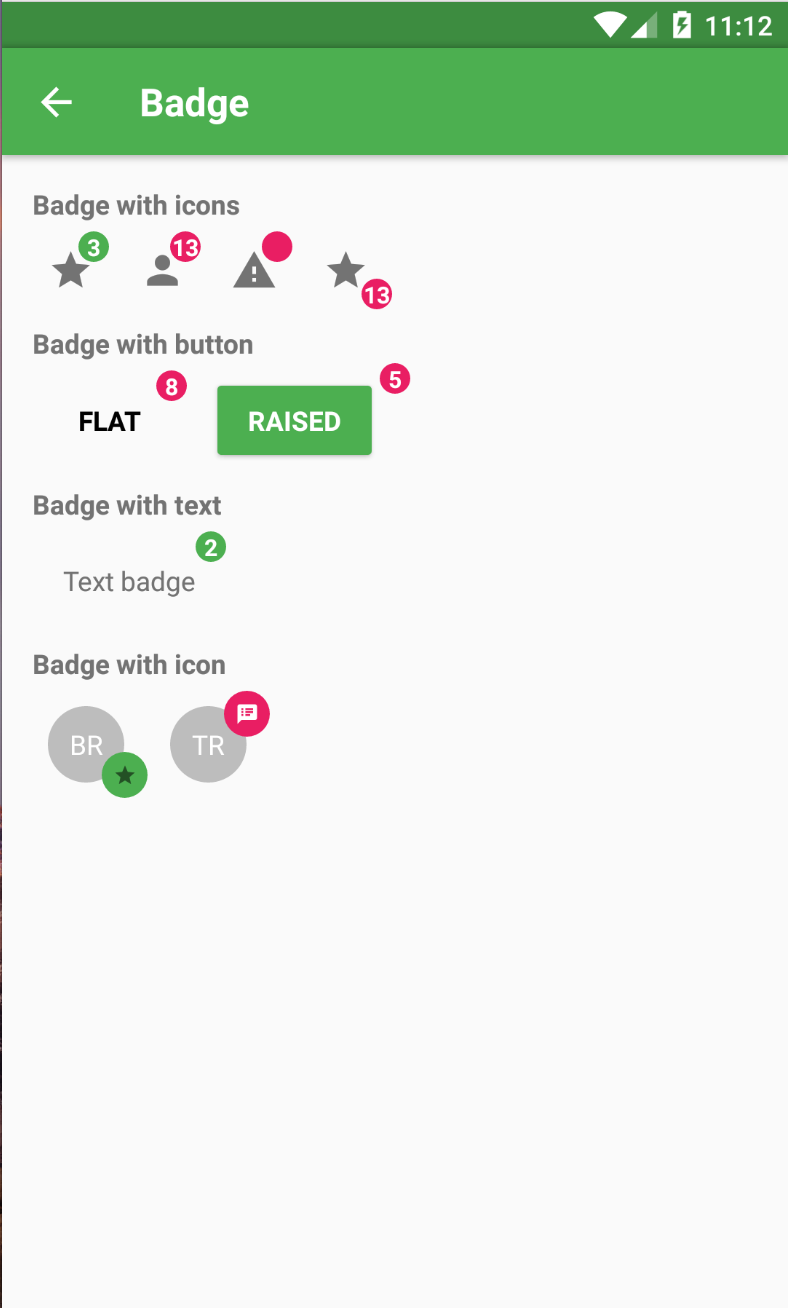 11:12
Badge
Badge with icons
3 13 13
Badge with button
8 5
FLAT RAISED
Badge with text
2
Text badge
Badge with icon
BR TR